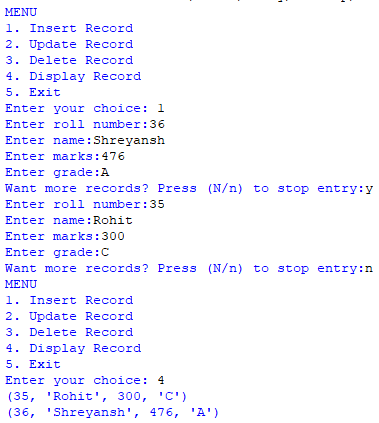 MENU
1. Insert Record
2. Update Record
3. Delete Record
4. Display Record
5. Exit
Enter your choice: 1
Enter roll number:36
Enter name:Shreyansh
Enter marks:476
Enter grade:A
Want more records? Press (N/n) to stop entry:y
Enter roll number:35
Enter name:Rohit
Enter marks:300
Enter grade:C
Want more records? Press (N/n) to stop entry:n
MENU
1. Insert Record
2. Update Record
3. Delete Record
4. Display Record
5. Exit
Enter your choice: 4
(35, 'Rohit', 300, 'C')
(36, 'Shreyansh', 476, 'A')